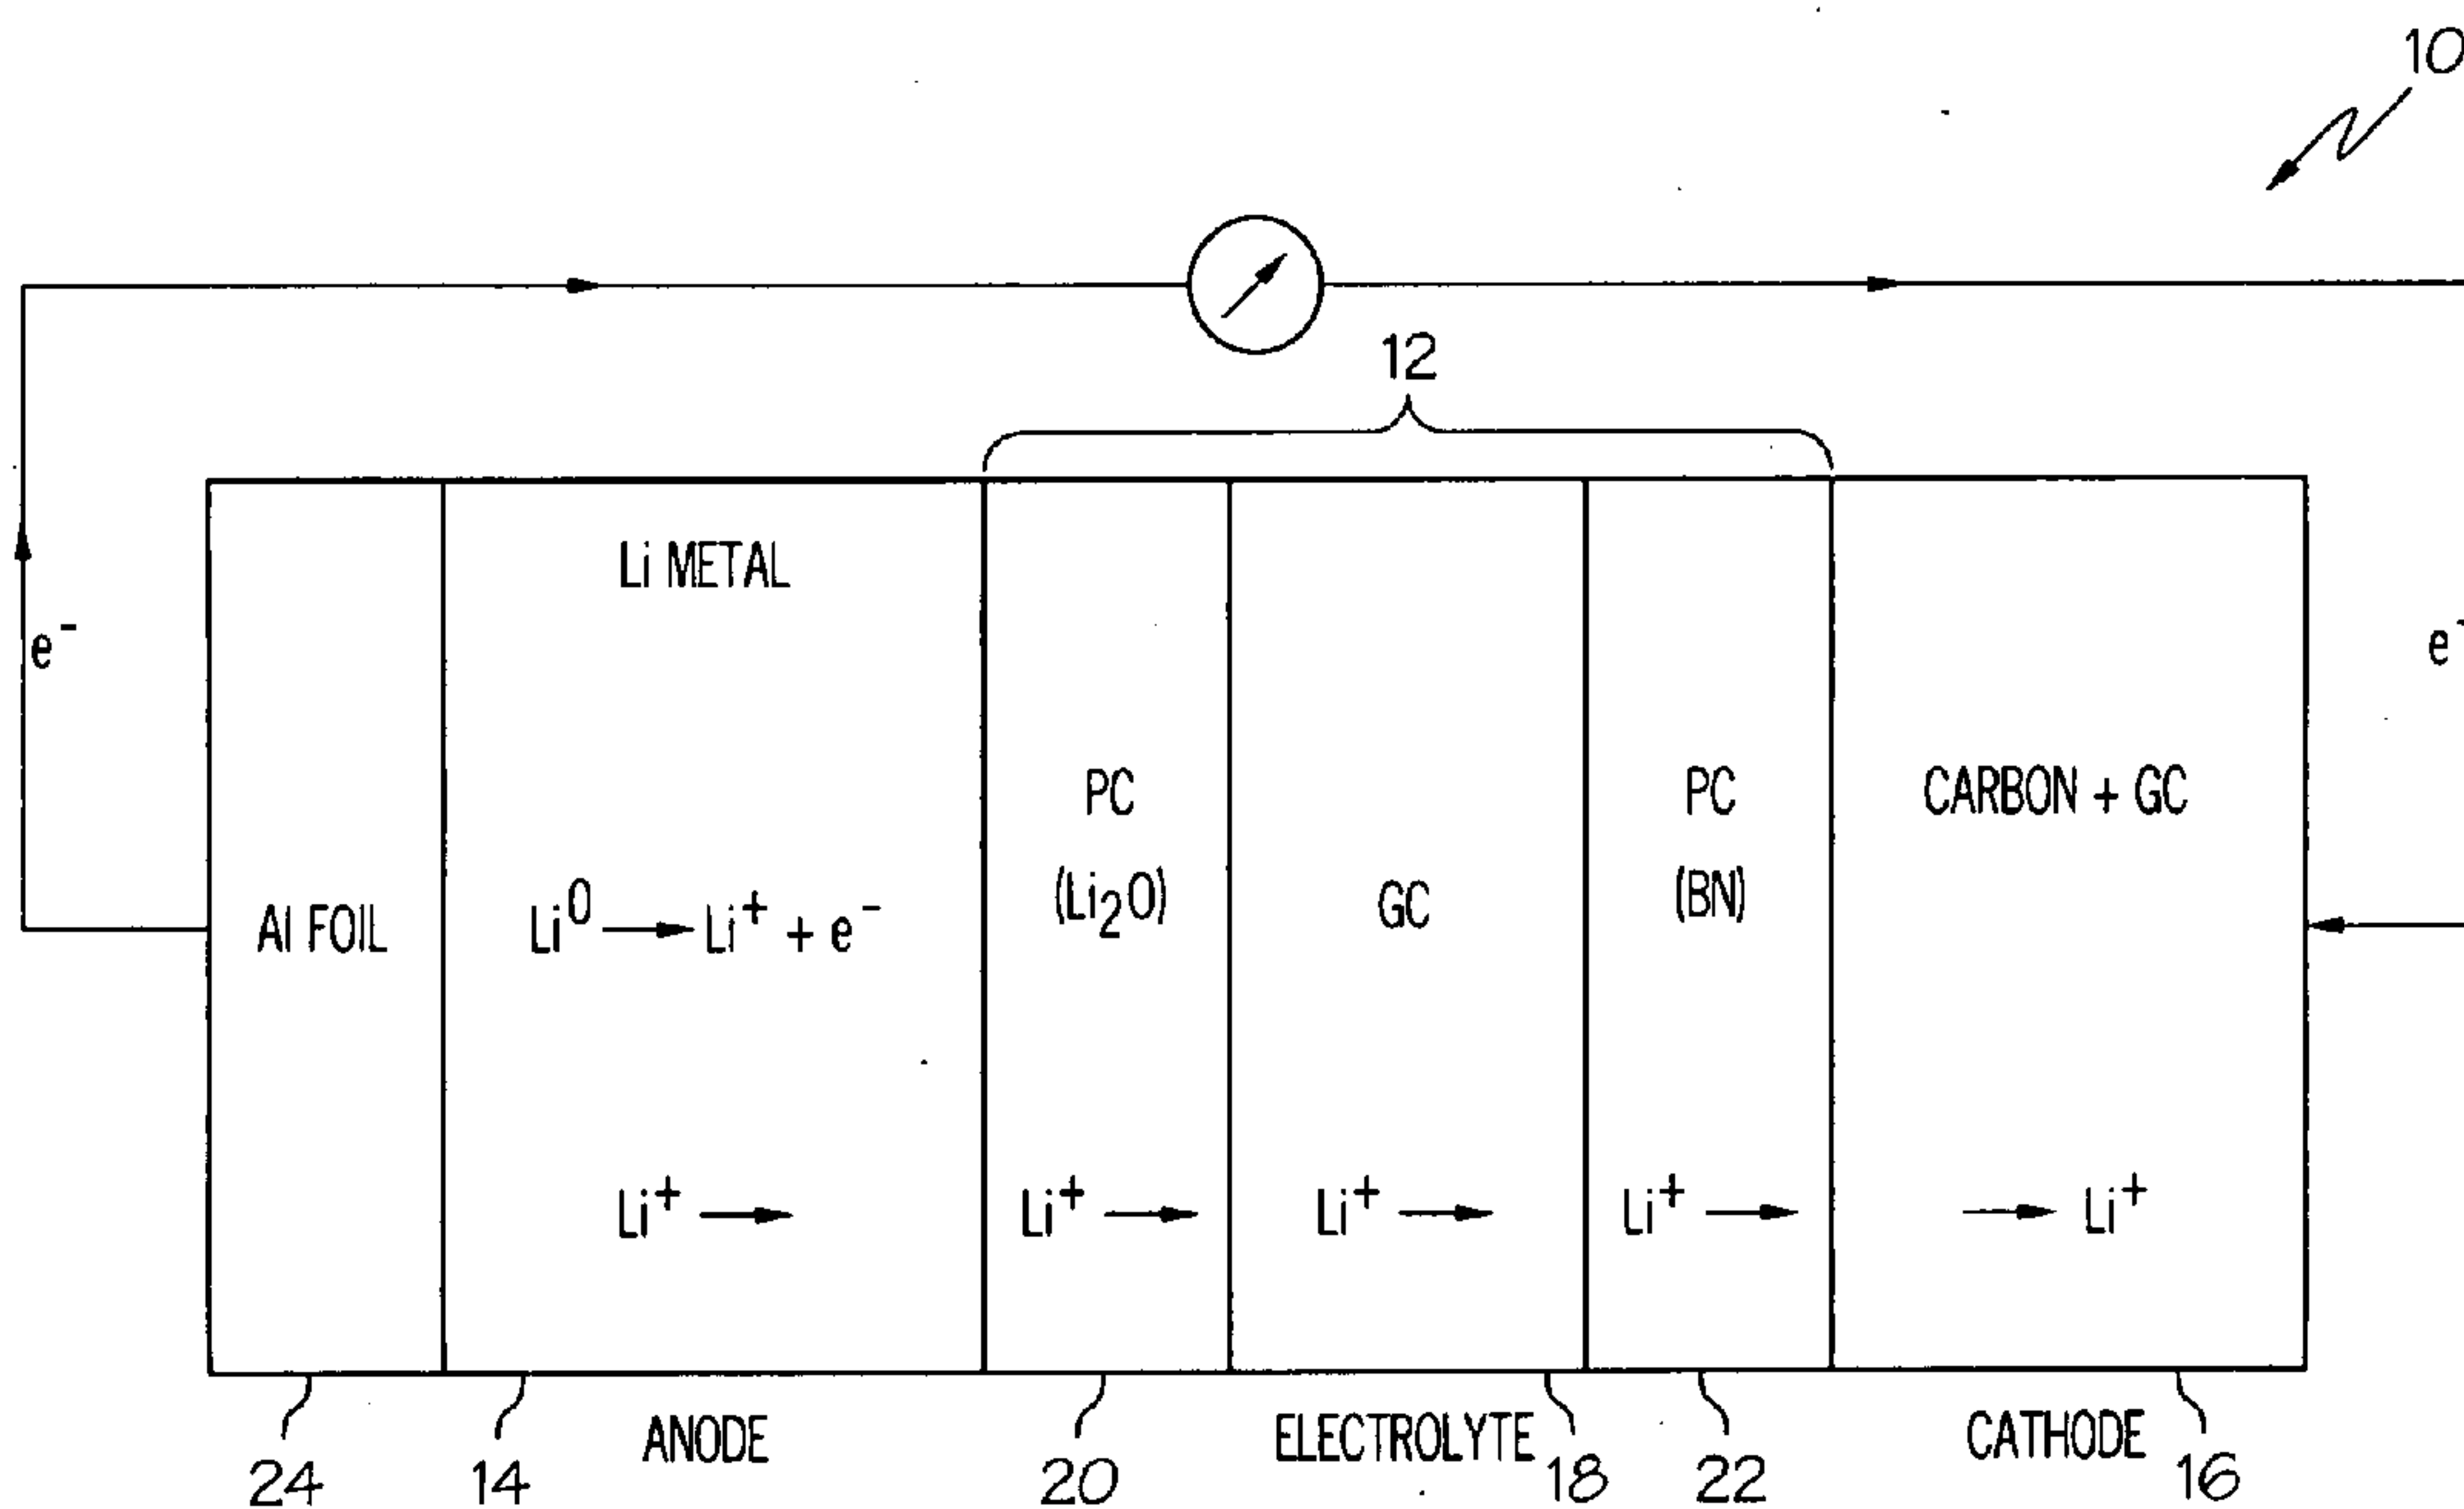 10
12
Li METAL
e⁻
e⁻
PC
PC
CARBON + GC
(Li₂O)
GC
(BN)
Al FOIL
Li⁰ → Li⁺ + e⁻
Li⁺ →
Li⁺ →
Li⁺ →
Li⁺ →
→ Li⁺
ANODE
ELECTROLYTE
CATHODE
24
14
20
18
22
16